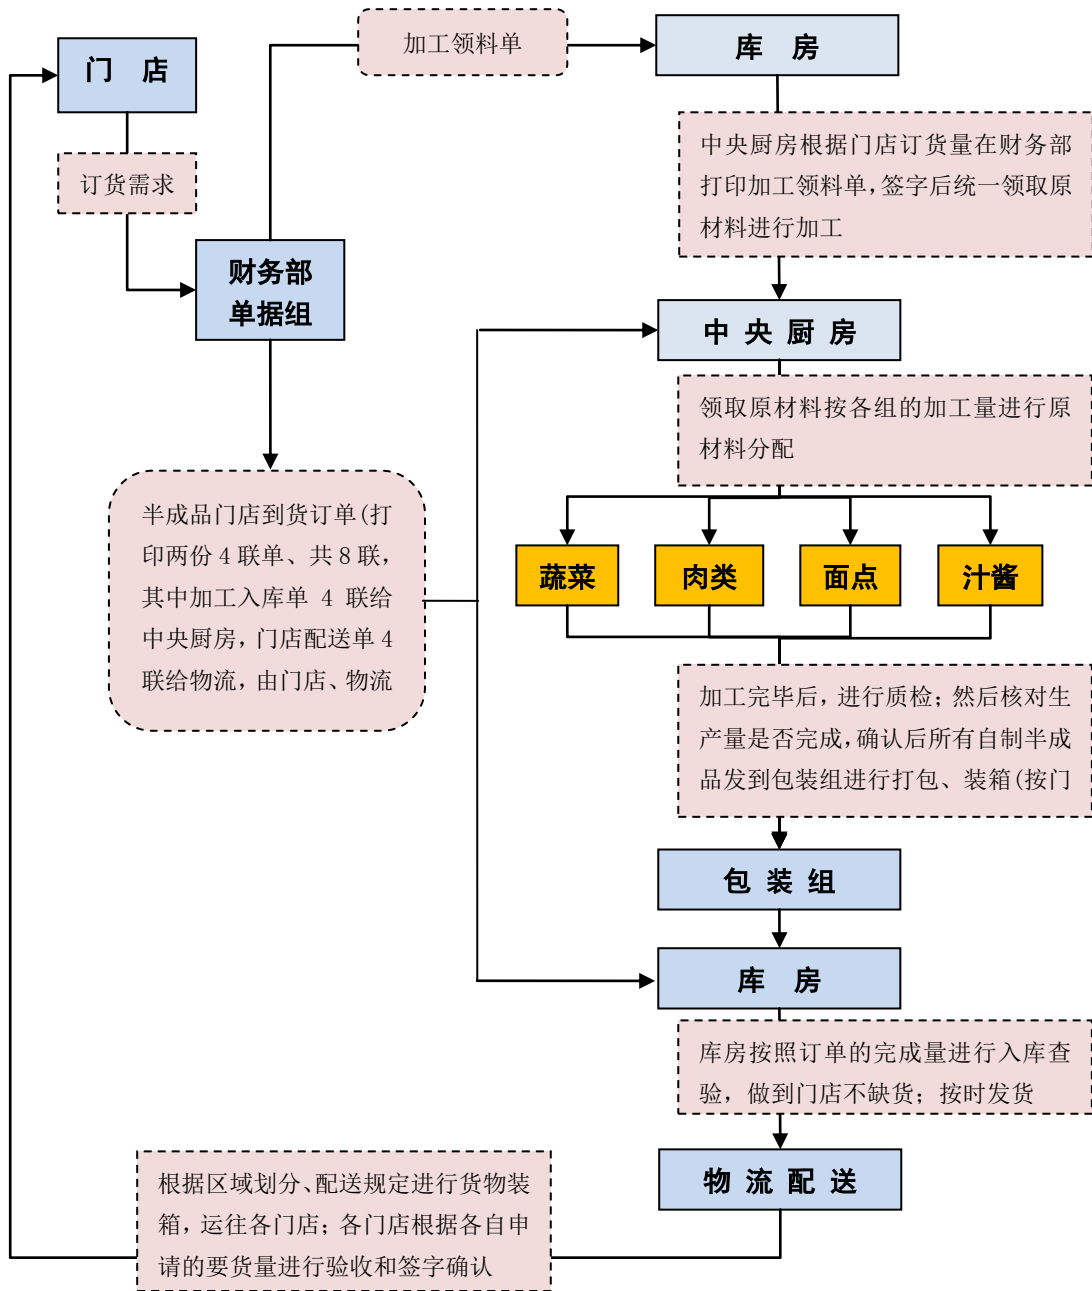 加工领料单
库 房
门 店
中央厨房根据门店订货量在财务部
打印加工领料单,签字后统一领取原
材料进行加工
订货需求
财务部
单据组
中 央 厨 房
领取原材料按各组的加工量进行原
材料分配
半成品门店到货订单(打
印两份 4 联单、共 8 联,
其中加工入库单 4 联给
中央厨房,门店配送单 4
联给物流,由门店、物流
蔬菜
肉类
面点
汁酱
加工完毕后,进行质检;然后核对生
产量是否完成,确认后所有自制半成
品发到包装组进行打包、装箱(按门
包 装 组
库 房
库房按照订单的完成量进行入库查
验,做到门店不缺货;按时发货
物 流 配 送
根据区域划分、配送规定进行货物装
箱,运往各门店;各门店根据各自申
请的要货量进行验收和签字确认